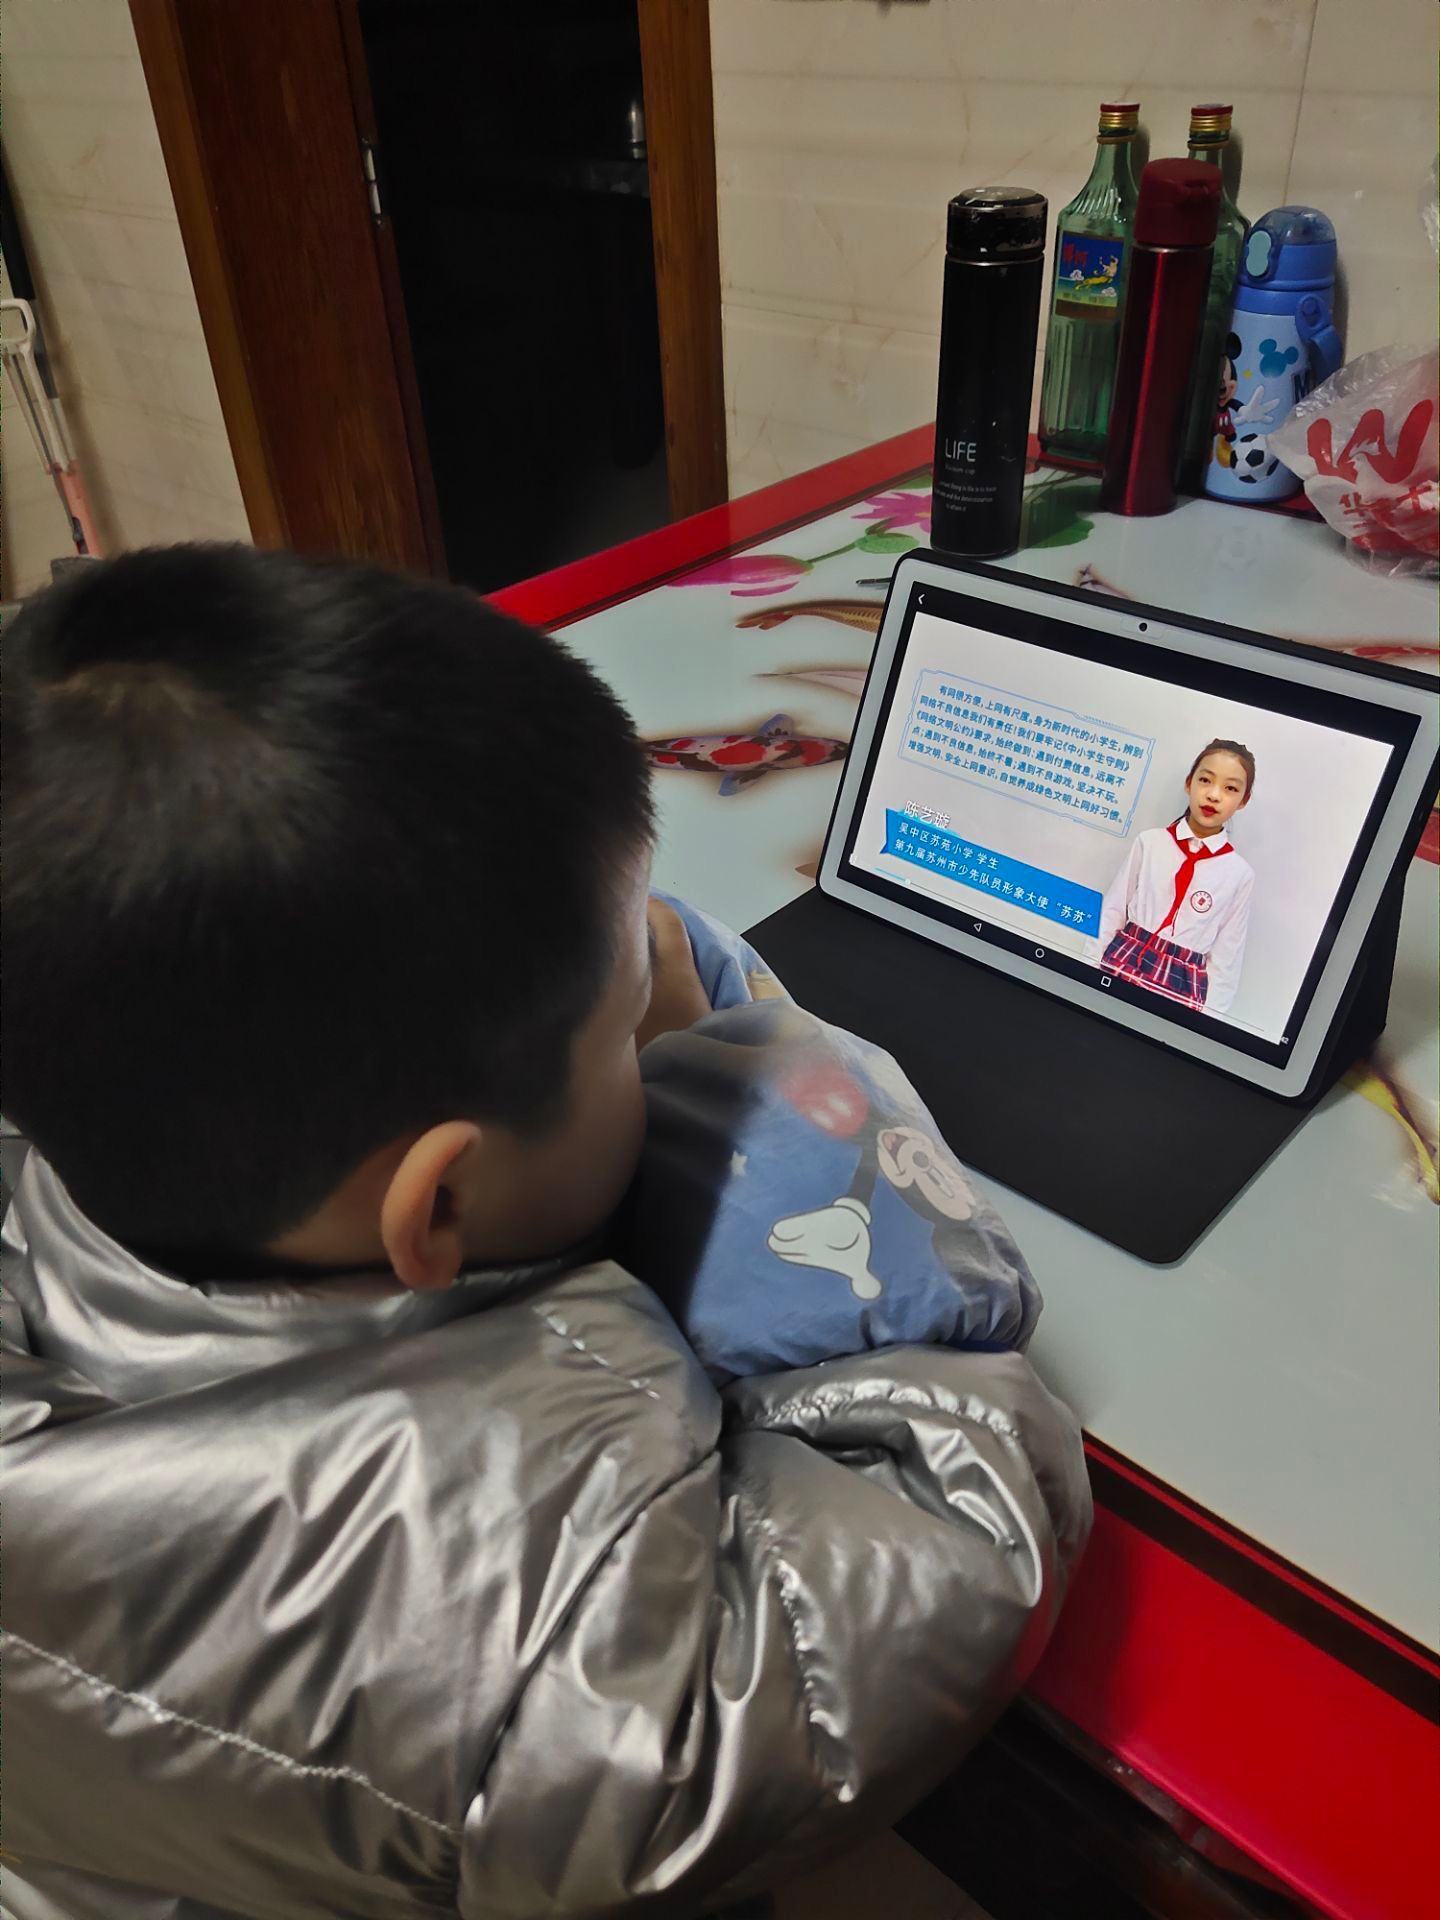 LIFE
Vacuum cup
有网很方便,上网有尺度。身为新时代的小学生,辨别
网络不良信息我们有责任!我们要牢记《中小学生守则》
《网络文明公约》要求,始终做到:遇到付费信息,远离不
点;遇到不良信息,始终不看;遇到不良游戏,坚决不玩。
增强文明、安全上网意识,自觉养成绿色文明上网好习惯。
陈艺璇
吴中区苏苑小学 学生
第九届苏州市少先队员形象大使“苏苏”